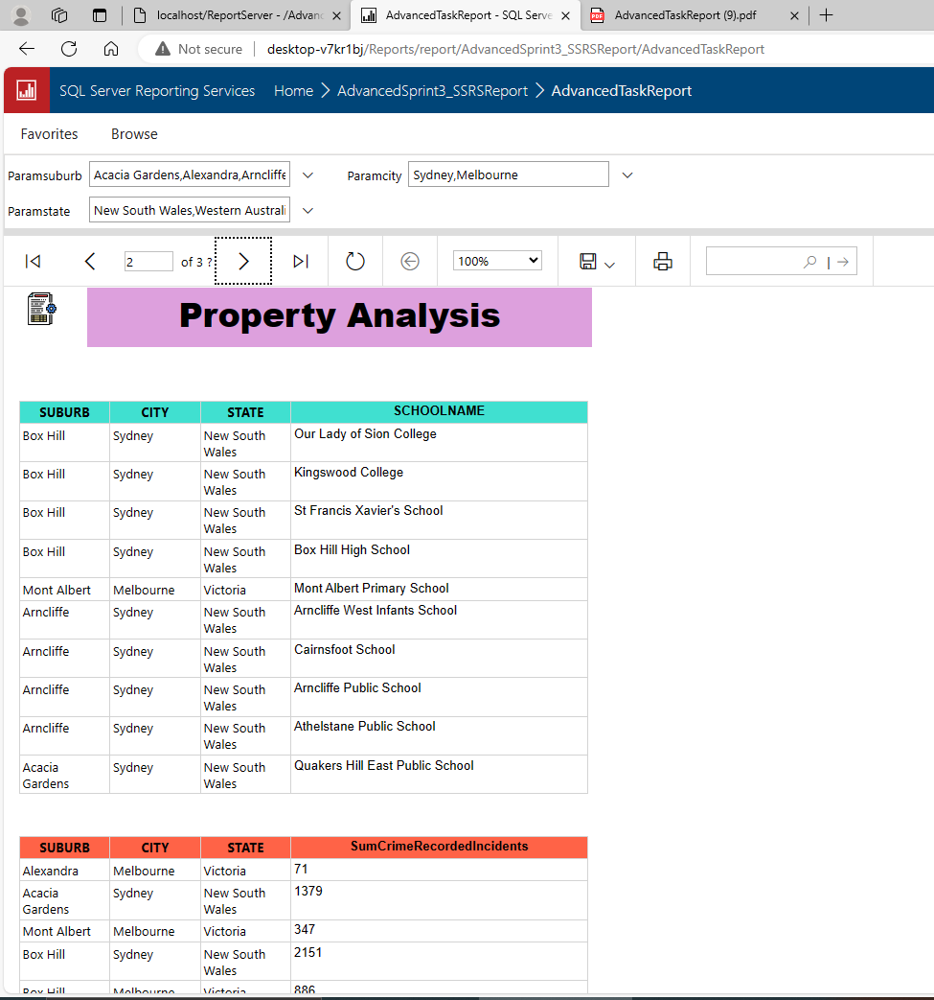 localhost/ReportServer - /Advanc
AdvancedTaskReport - SQL Serve
AdvancedTaskReport (9).pdf
Not secure
desktop-v7kr1bj/Reports/report/AdvancedSprint3_SSRSReport/AdvancedTaskReport
SQL Server Reporting Services Home > AdvancedSprint3_SSRSReport > AdvancedTaskReport
Favorites Browse
Paramsuburb Acacia Gardens,Alexandra,Arncliffe Paramcity Sydney,Melbourne
Paramstate New South Wales,Western Australi
2 of 3 ? 100%
Property Analysis
SUBURB CITY STATE SCHOOLNAME
Box Hill Sydney New South Our Lady of Sion College
Wales
Box Hill Sydney New South Kingswood College
Wales
Box Hill Sydney New South St Francis Xavier's School
Wales
Box Hill Sydney New South Box Hill High School
Wales
Mont Albert Melbourne Victoria Mont Albert Primary School
Arncliffe Sydney New South Arncliffe West Infants School
Wales
Arncliffe Sydney New South Cairnsfoot School
Wales
Arncliffe Sydney New South Arncliffe Public School
Wales
Arncliffe Sydney New South Athelstane Public School
Wales
Acacia Sydney New South Quakers Hill East Public School
Gardens Wales
SUBURB CITY STATE SumCrimeRecordedIncidents
Alexandra Melbourne Victoria 71
Acacia Sydney New South 1379
Gardens Wales
Mont Albert Melbourne Victoria 347
Box Hill Sydney New South 2151
Wales
Box Hill Melbourne Victoria 886